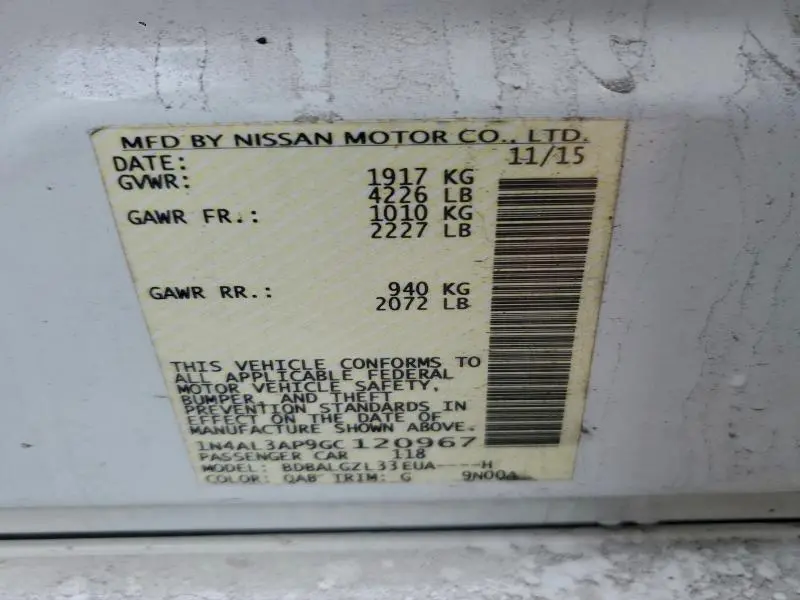 MFD BY NISSAN MOTOR CO., LTD.
DATE: 11/15
GVWR: 1917 KG
4226 LB
GAWR FR.: 1010 KG
2227 LB
GAWR RR.: 940 KG
2072 LB
THIS VEHICLE CONFORMS TO
ALL APPLICABLE FEDERAL
MOTOR VEHICLE SAFETY,
BUMPER, AND THEFT
PREVENTION STANDARDS IN
EFFECT ON THE DATE OF
MANUFACTURE SHOWN ABOVE.
1N4AL3AP9GC120967
PASSENGER CAR 118
MODEL: BDBALGZL33EUA----H
COLOR: QAB TRIM: G 9N00A